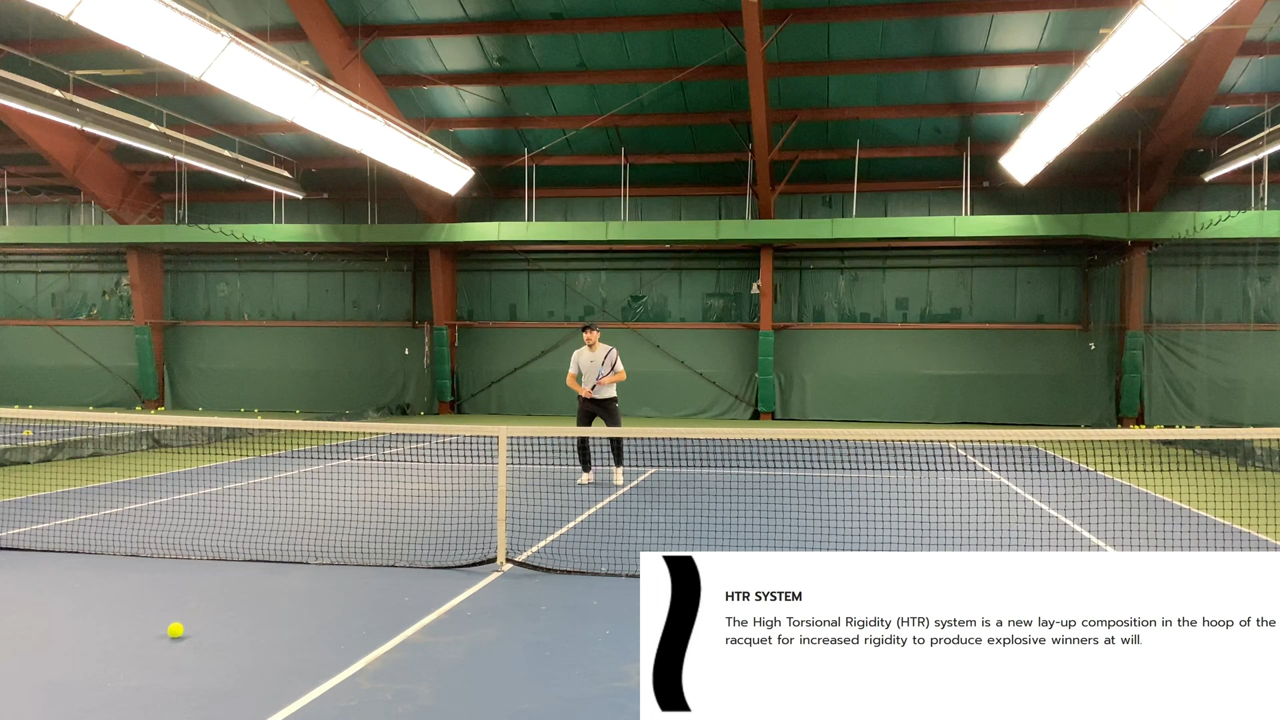 HTR SYSTEM
The High Torsional Rigidity (HTR) system is a new lay-up composition in the hoop of the
racquet for increased rigidity to produce explosive winners at will.